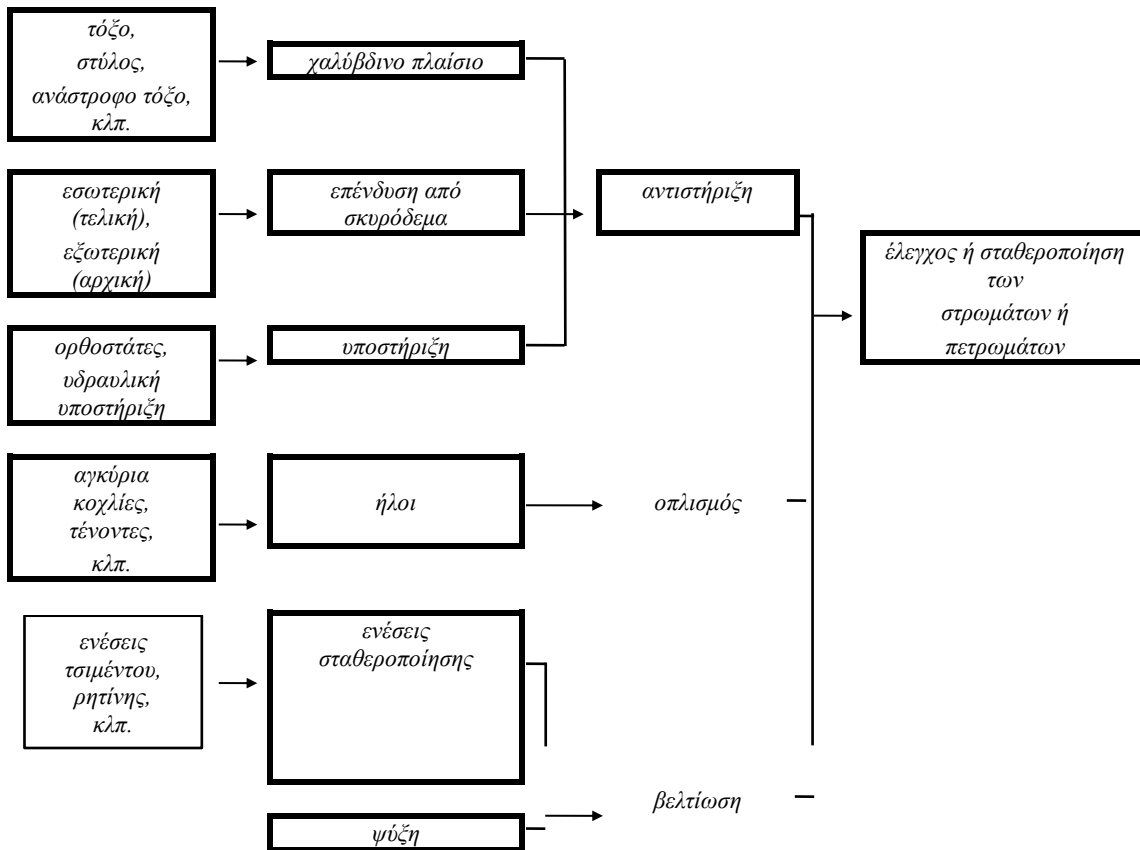 τόξο,
στύλος,
ανάστροφο τόξο,
κλπ.
χαλύβδινο πλαίσιο
εσωτερική
(τελική),
εξωτερική
(αρχική)
επένδυση από
σκυρόδεμα
αντιστήριξη
έλεγχος ή σταθεροποίηση
των
στρωμάτων ή
πετρωμάτων
ορθοστάτες,
υδραυλική
υποστήριξη
υποστήριξη
αγκύρια
κοχλίες,
τένοντες,
κλπ.
ήλοι
οπλισμός
ενέσεις
τσιμέντου,
ρητίνης,
κλπ.
ενέσεις
σταθεροποίησης
βελτίωση
ψύξη